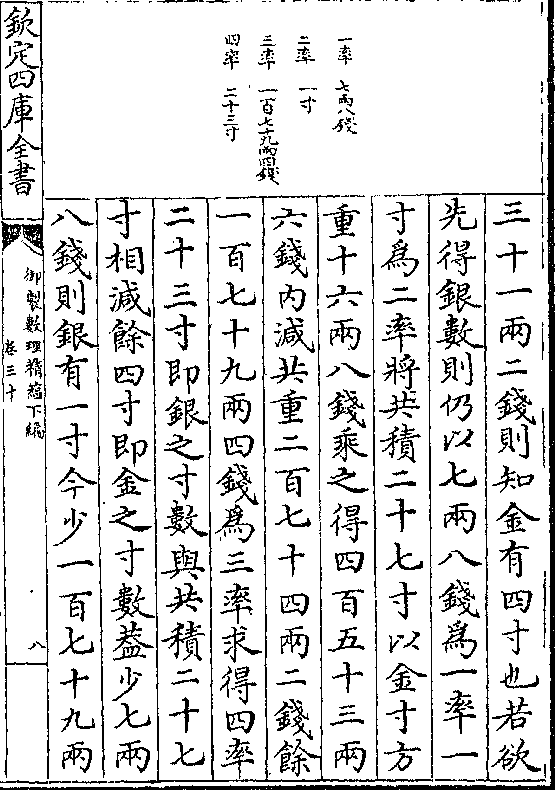 三十一兩二錢則知金有四寸也若欲
先得銀數則仍以七兩八錢為一率一
寸為二率將共積二十七寸以金寸方
重十六兩八錢乘之得四百五十三兩
六錢内減共重二百七十四兩二錢餘
一百七十九兩四錢為三率求得四率
二十三寸即銀之寸數與共積二十七
寸相減餘四寸即金之寸數葢少七兩
八錢則銀有一寸今少一百七十九兩
一率 七兩八錢
二率 一寸
三率 一百七十九兩四錢
四率 二十三寸
欽定四庫全書
御製數理精藴下編
卷三十
八